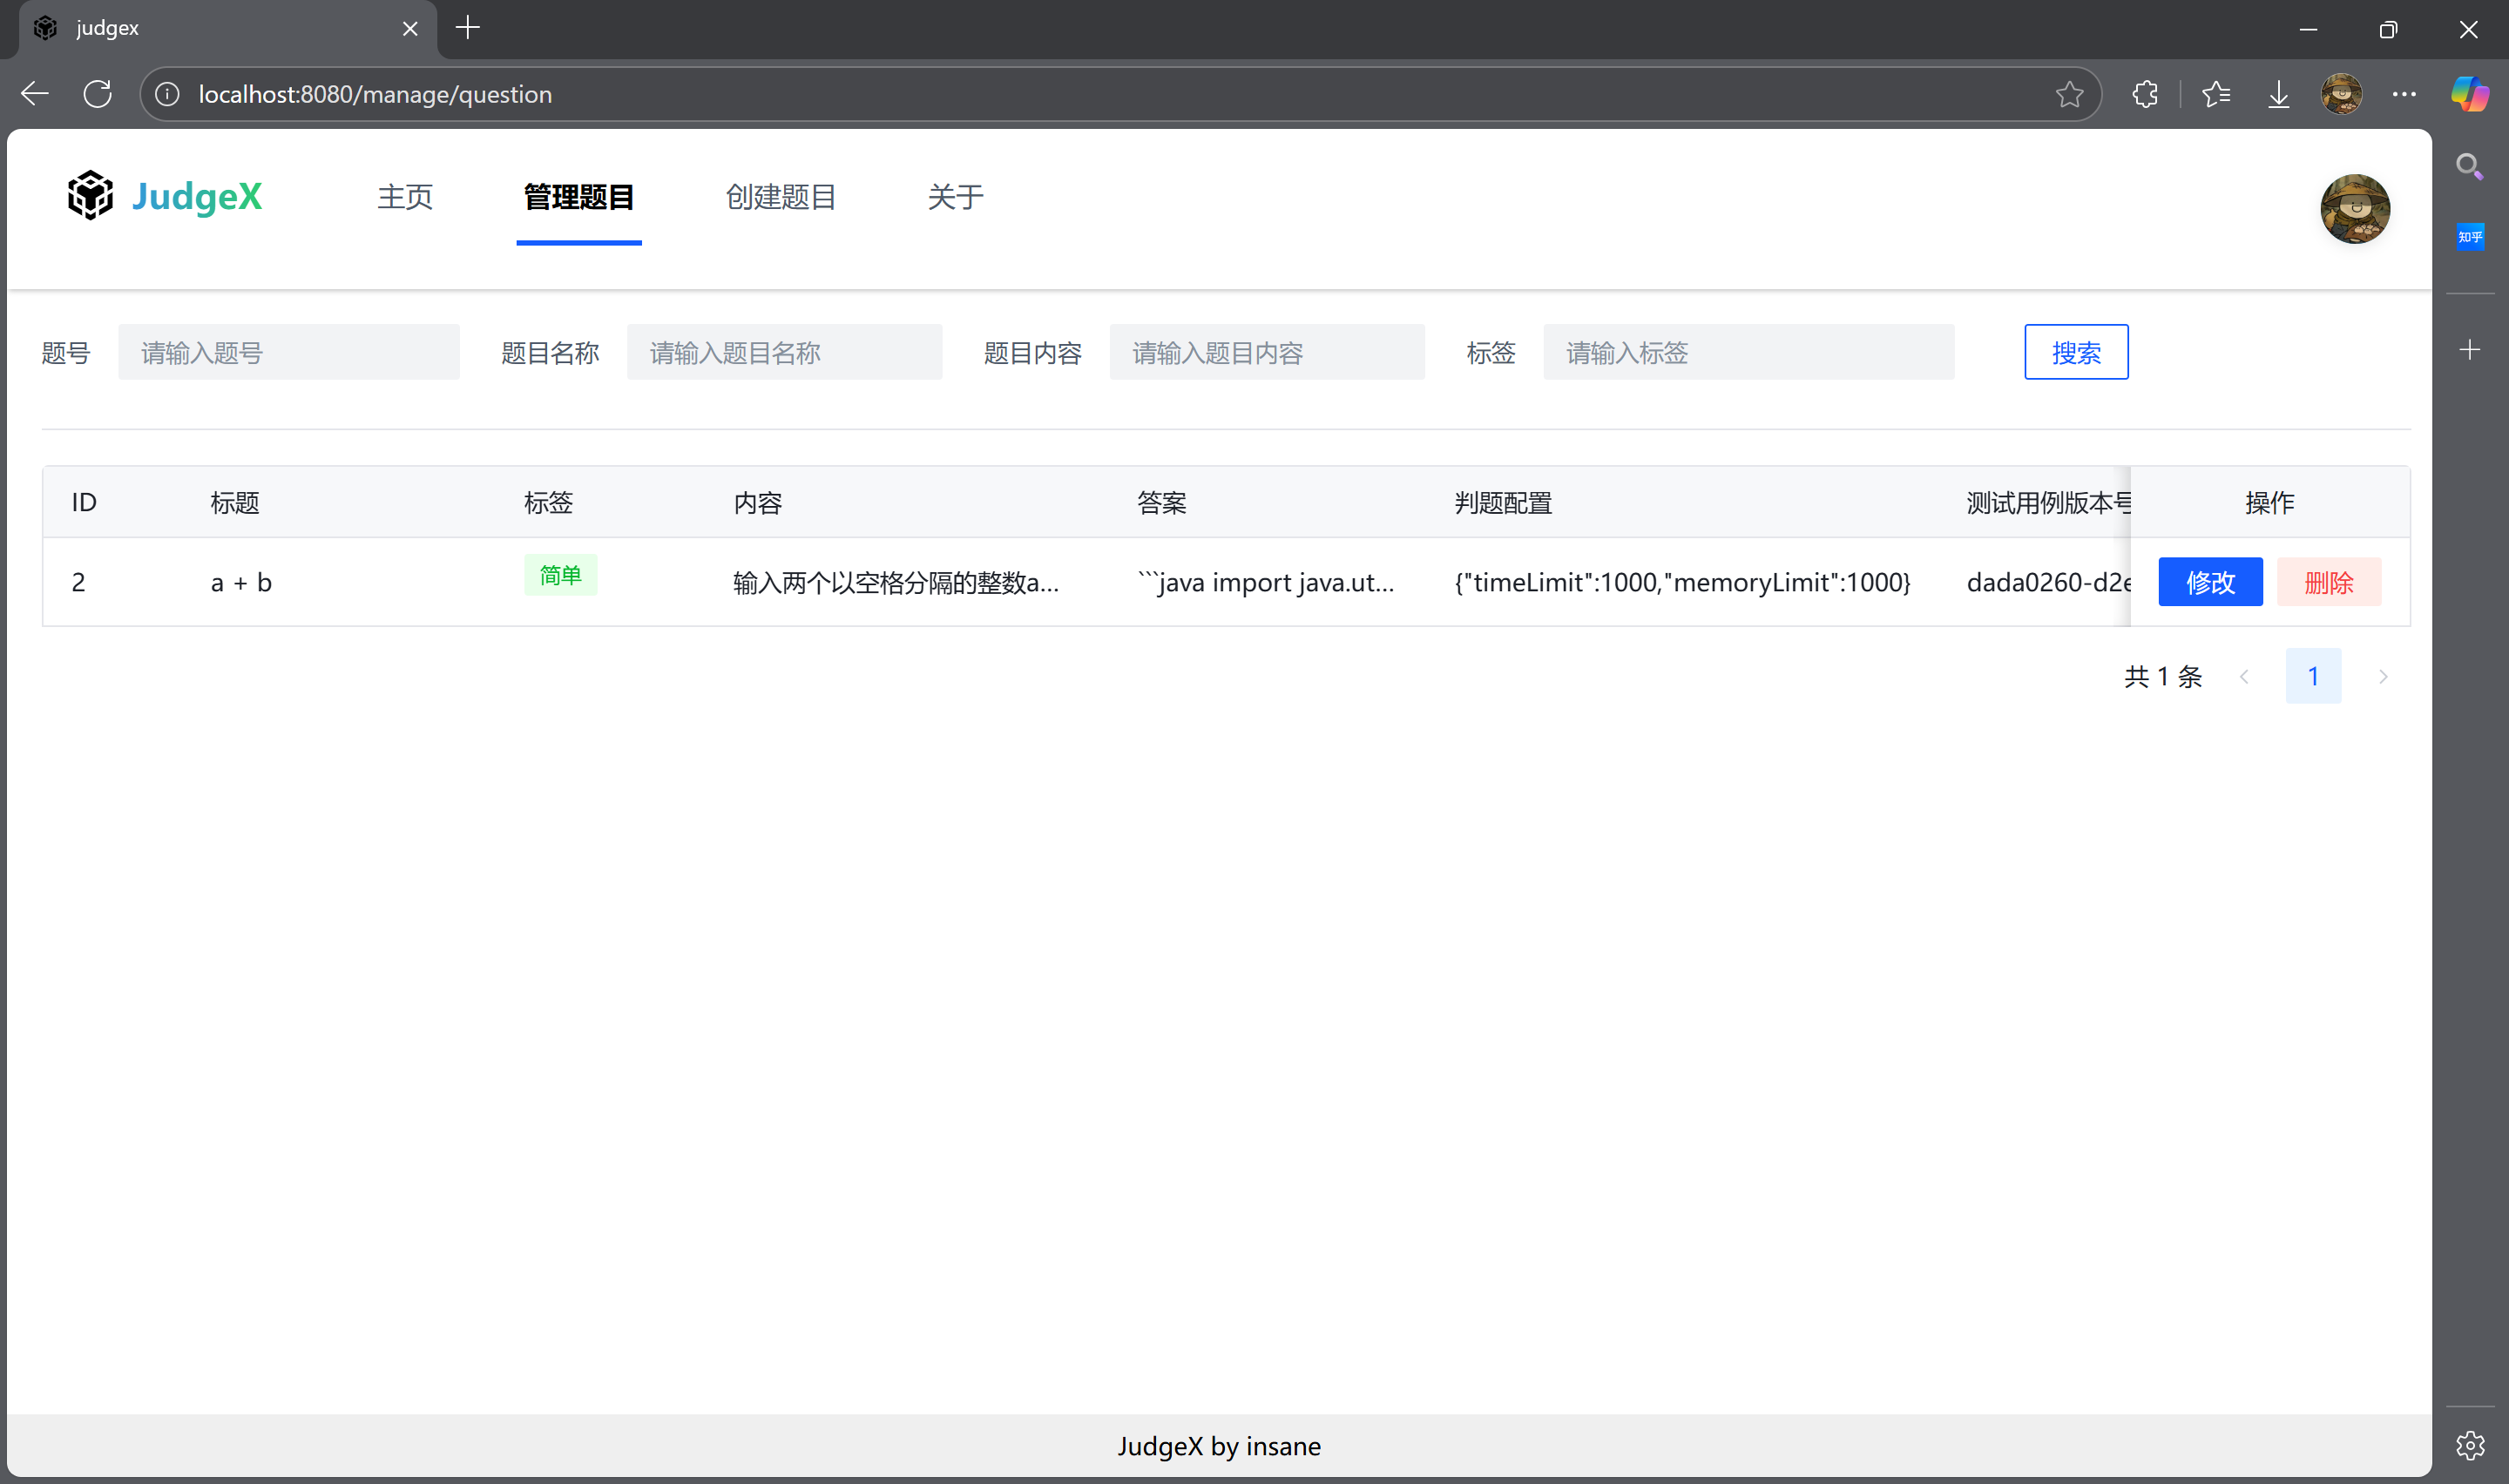 judgex
localhost:8080/manage/question
JudgeX 主页 管理题目 创建题目 关于
知乎
题号 请输入题号 题目名称 请输入题目名称 题目内容 请输入题目内容 标签 请输入标签 搜索
ID 标题 标签 内容 答案 判题配置 测试用例版本号 操作
2 a + b 简单 输入两个以空格分隔的整数a... ```java import java.ut... {"timeLimit":1000,"memoryLimit":1000} dada0260-d2e 修改 删除
共 1 条 1
JudgeX by insane